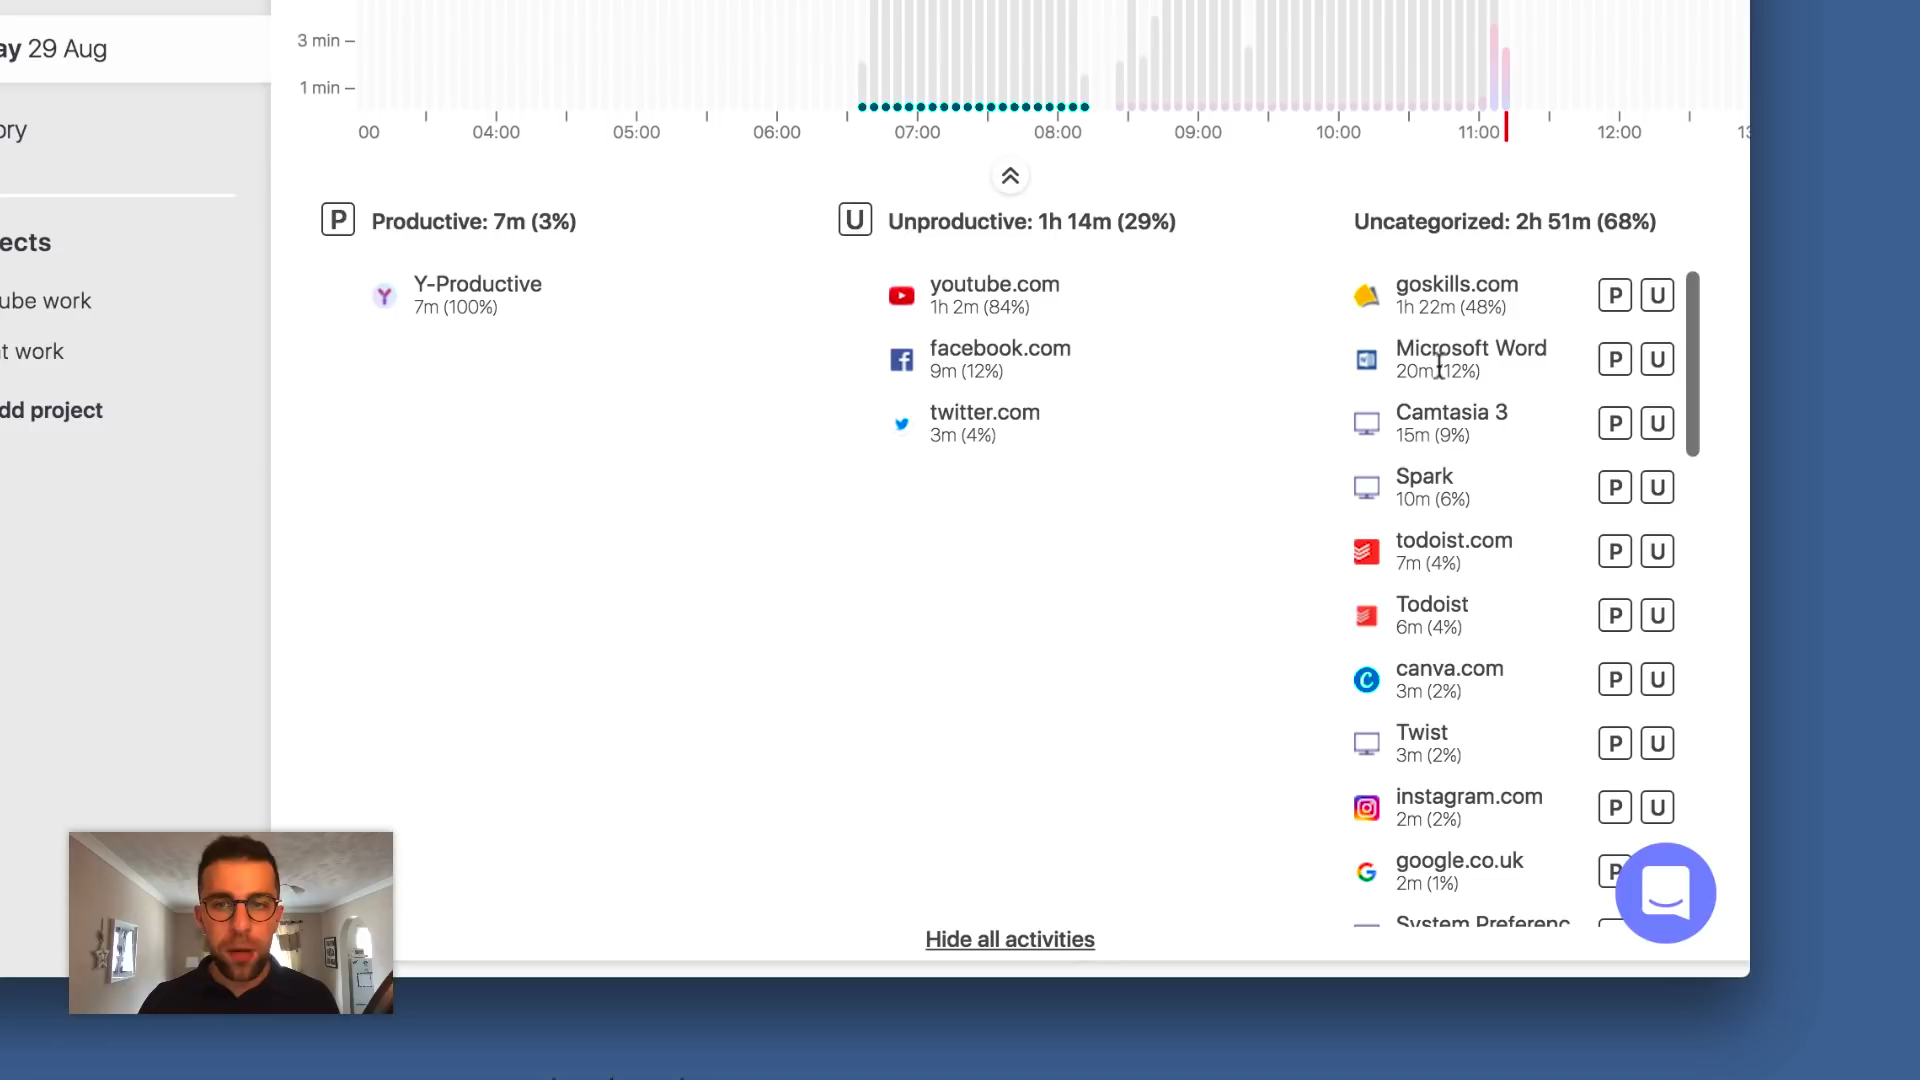 ay 29 Aug
ory
ects
ube work
t work
dd project
3 min
1 min
00 04:00 05:00 06:00 07:00 08:00 09:00 10:00 11:00 12:00 13
P Productive: 7m (3%)
Y-Productive
7m (100%)
U Unproductive: 1h 14m (29%)
youtube.com
1h 2m (84%)
facebook.com
9m (12%)
twitter.com
3m (4%)
Uncategorized: 2h 51m (68%)
goskills.com P U
1h 22m (48%)
Microsoft Word P U
20m (12%)
Camtasia 3 P U
15m (9%)
Spark P U
10m (6%)
todoist.com P U
7m (4%)
Todoist P U
6m (4%)
canva.com P U
3m (2%)
Twist P U
3m (2%)
instagram.com P U
2m (2%)
google.co.uk P
2m (1%)
System Preferenc
Hide all activities